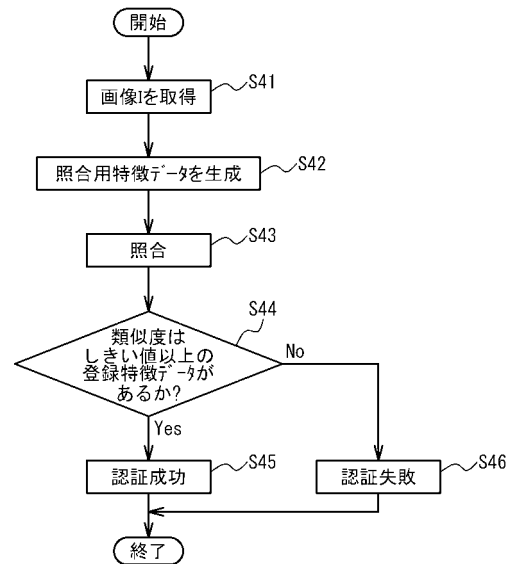 開始
画像Iを取得
S41
照合用特徴データを生成
S42
照合
S43
S44
類似度は
しきい値以上の
登録特徴データが
あるか?
No
Yes
認証成功
S45
認証失敗
S46
終了